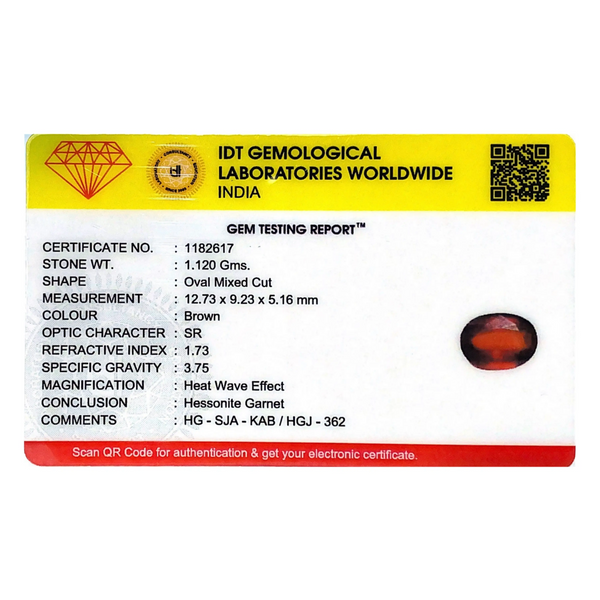 IDT GEMOLOGICAL
LABORATORIES WORLDWIDE
INDIA
GEM TESTING REPORT™
CERTIFICATE NO. : 1182617
STONE WT. : 1.120 Gms.
SHAPE : Oval Mixed Cut
MEASUREMENT : 12.73 x 9.23 x 5.16 mm
COLOUR : Brown
OPTIC CHARACTER : SR
REFRACTIVE INDEX : 1.73
SPECIFIC GRAVITY : 3.75
MAGNIFICATION : Heat Wave Effect
CONCLUSION : Hessonite Garnet
COMMENTS : HG - SJA - KAB / HGJ - 362
Scan QR Code for authentication & get your electronic certificate.